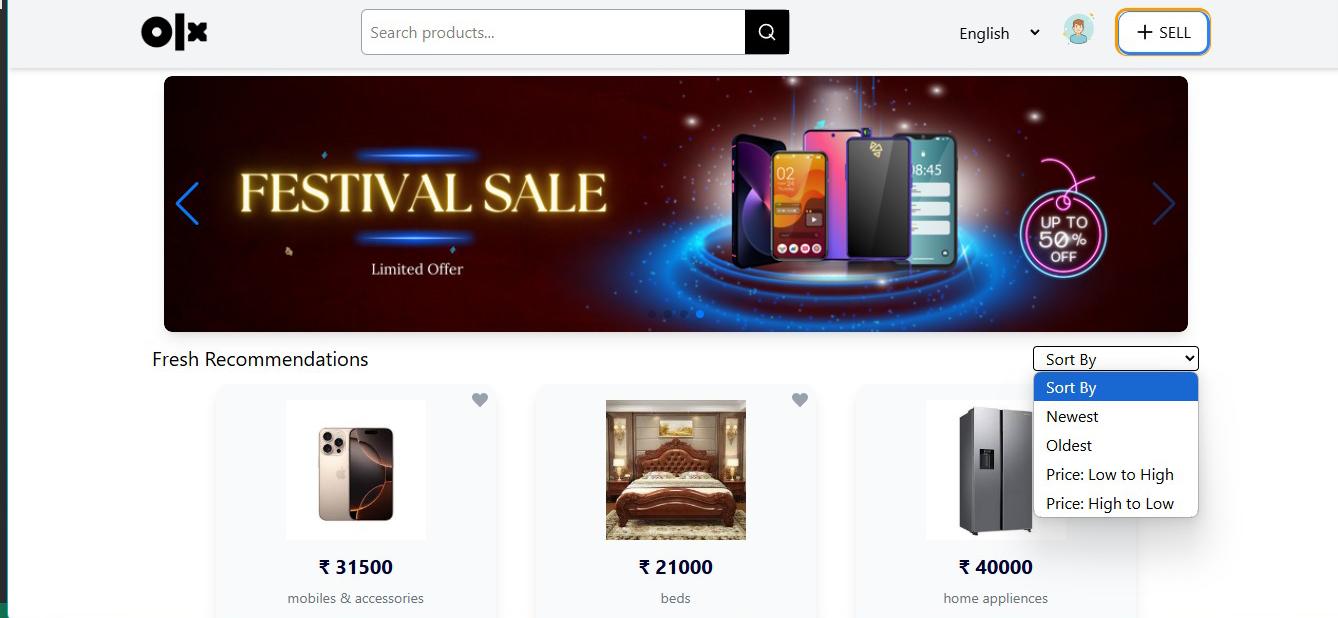 olx
Search products...
English
+ SELL
FESTIVAL SALE
Limited Offer
02
08:45
UP TO
50%
OFF
Fresh Recommendations
Sort By
Sort By
Newest
Oldest
Price: Low to High
Price: High to Low
₹ 31500
₹ 21000
₹ 40000
mobiles & accessories
beds
home appliences